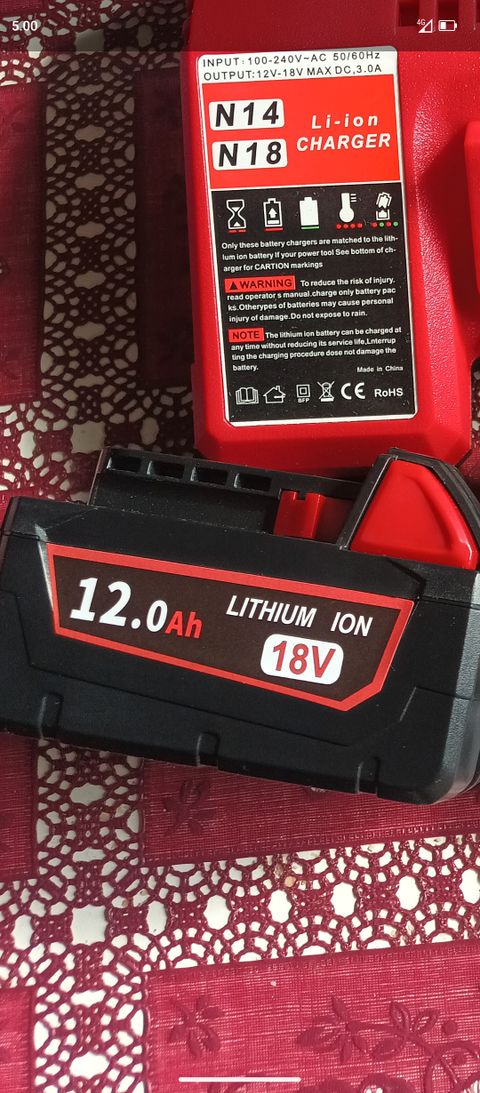 5.00
4G
INPUT: 100-240V~AC 50/60Hz
OUTPUT:12V-18V MAX DC,3.0A
N14
N18
Li-ion
CHARGER
Only these battery chargers are matched to the lith-
lum ion battery If your power tool See bottom of ch-
arger for CARTION markings
WARNING To reduce the risk of injury,
read operator s manual.charge only battery pac
ks.Otherypes of batteries may cause personal
injury of damage.Do not expose to rain.
NOTE The lithium ion battery can be charged at
any time without reducing its service life,Lnterrup
ting the charging procedure dose not damage the
battery.
Made in China
BFP
CE
RoHS
12.0Ah
LITHIUM ION
18V